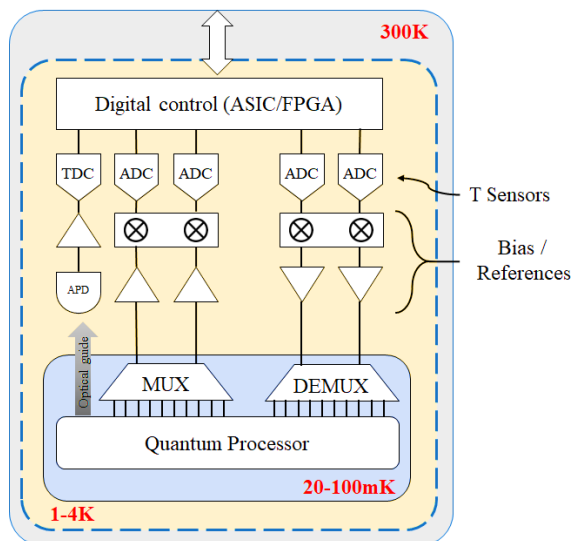 300K
Digital control (ASIC/FPGA)
TDC
ADC
ADC
ADC
ADC
T Sensors
Bias /
References
APD
Optical guide
MUX
DEMUX
Quantum Processor
20-100mK
1-4K